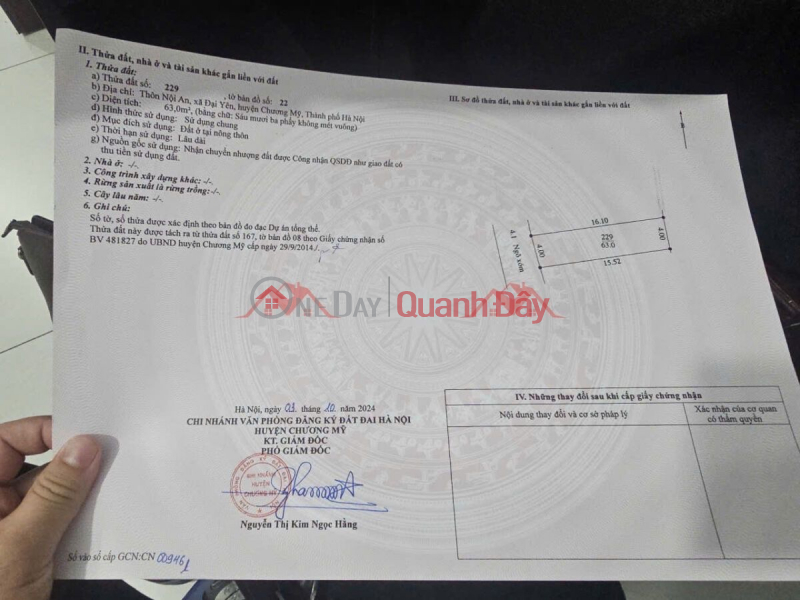 II. Thửa đất, nhà ở và tài sản khác gắn liền với đất
1. Thửa đất:
a) Thửa đất số: 229 , tờ bản đồ số: 22
b) Địa chỉ: Thôn Nội An, xã Đại Yên, huyện Chương Mỹ, Thành phố Hà Nội
c) Diện tích: 63,0m², (bằng chữ: Sáu mươi ba phẩy không mét vuông)
d) Hình thức sử dụng: Sử dụng chung
đ) Mục đích sử dụng: Đất ở tại nông thôn
e) Thời hạn sử dụng: Lâu dài
g) Nguồn gốc sử dụng: Nhận chuyển nhượng đất được Công nhận QSDĐ như giao đất có
thu tiền sử dụng đất.
2. Nhà ở: -/-
3. Công trình xây dựng khác: -/-
4. Rừng sản xuất là rừng trồng: -/-
5. Cây lâu năm: -/-
6. Ghi chú:
Số tờ, số thửa được xác định theo bản đồ đo đạc Dự án tổng thể.
Thửa đất này được tách ra từ thửa đất số 167, tờ bản đồ 08 theo Giấy chứng nhận số
BV 481827 do UBND huyện Chương Mỹ cấp ngày 29/9/2014./.
III. Sơ đồ thửa đất, nhà ở và tài sản khác gắn liền với đất
16.10
4.1 Ngõ xóm
4.00
229
63.0
4.00
15.52
ONEDAY QUANH ĐÂY
Hà Nội, ngày 03 tháng 10 năm 2024
CHI NHÁNH VĂN PHÒNG ĐĂNG KÝ ĐẤT ĐAI HÀ NỘI
HUYỆN CHƯƠNG MỸ
KT. GIÁM ĐỐC
PHÓ GIÁM ĐỐC
CHI NHÁNH
HUYỆN
CHƯƠNG MỸ
Nguyễn Thị Kim Ngọc Hằng
Số vào sổ cấp GCN:CN 009461
IV. Những thay đổi sau khi cấp giấy chứng nhận
Nội dung thay đổi và cơ sở pháp lý
Xác nhận của cơ quan
có thẩm quyền